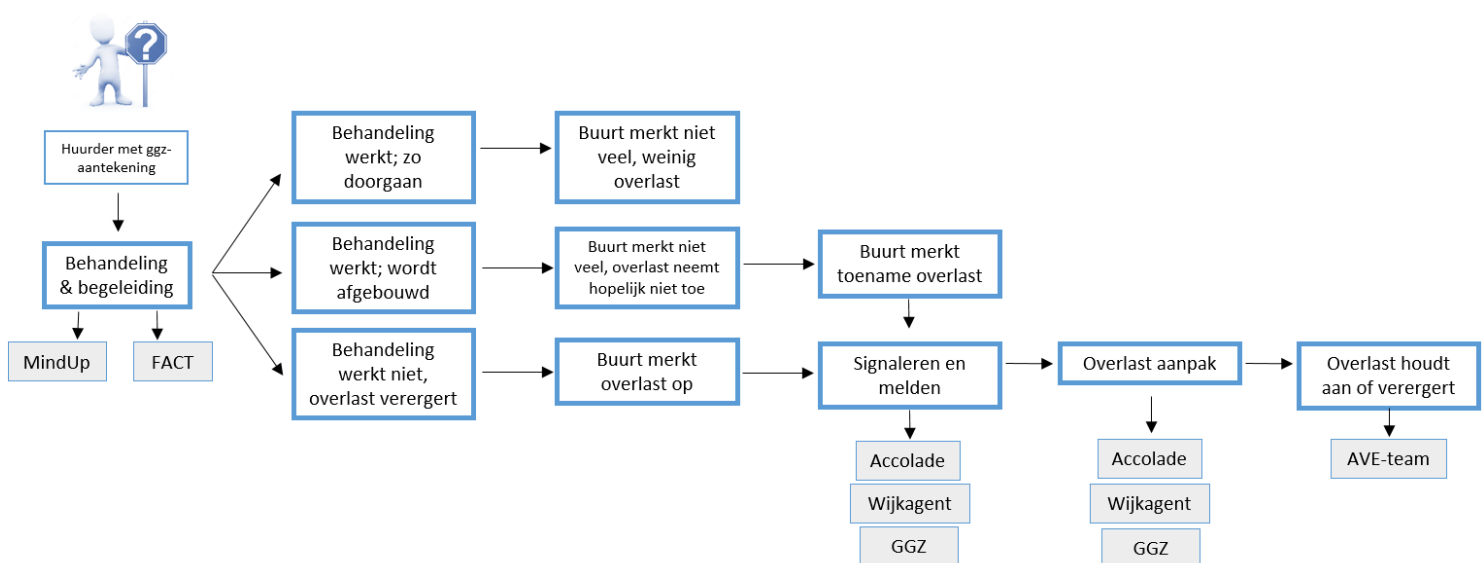 ?
Huurder met ggz-
aantekening
Behandeling
& begeleiding
MindUp
FACT
Behandeling
werkt; zo
doorgaan
Buurt merkt niet
veel, weinig
overlast
Behandeling
werkt; wordt
afgebouwd
Buurt merkt niet
veel, overlast neemt
hopelijk niet toe
Buurt merkt
toename overlast
Behandeling
werkt niet,
overlast verergert
Buurt merkt
overlast op
Signaleren en
melden
Accolade
Wijkagent
GGZ
Overlast aanpak
Accolade
Wijkagent
GGZ
Overlast houdt
aan of verergert
AVE-team